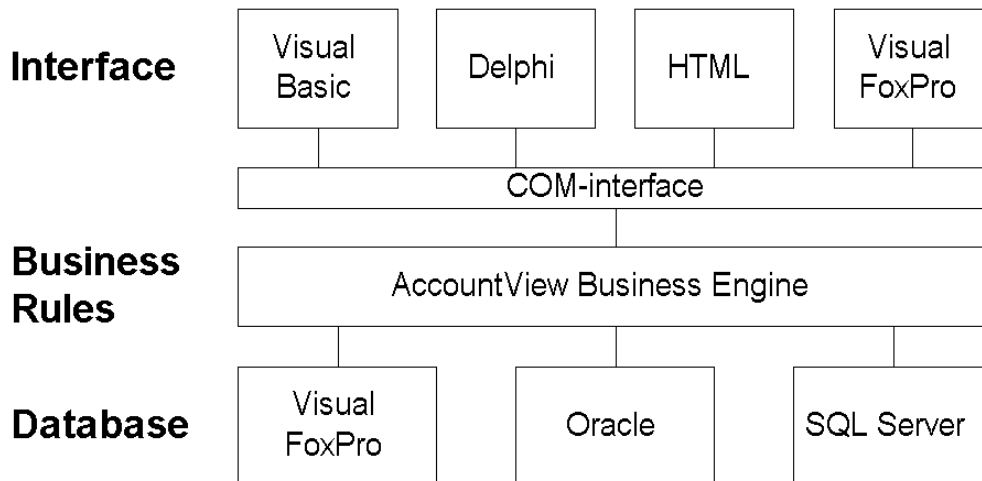 Interface
Visual
Basic
Delphi
HTML
Visual
FoxPro
COM-interface
Business
Rules
AccountView Business Engine
Database
Visual
FoxPro
Oracle
SQL Server